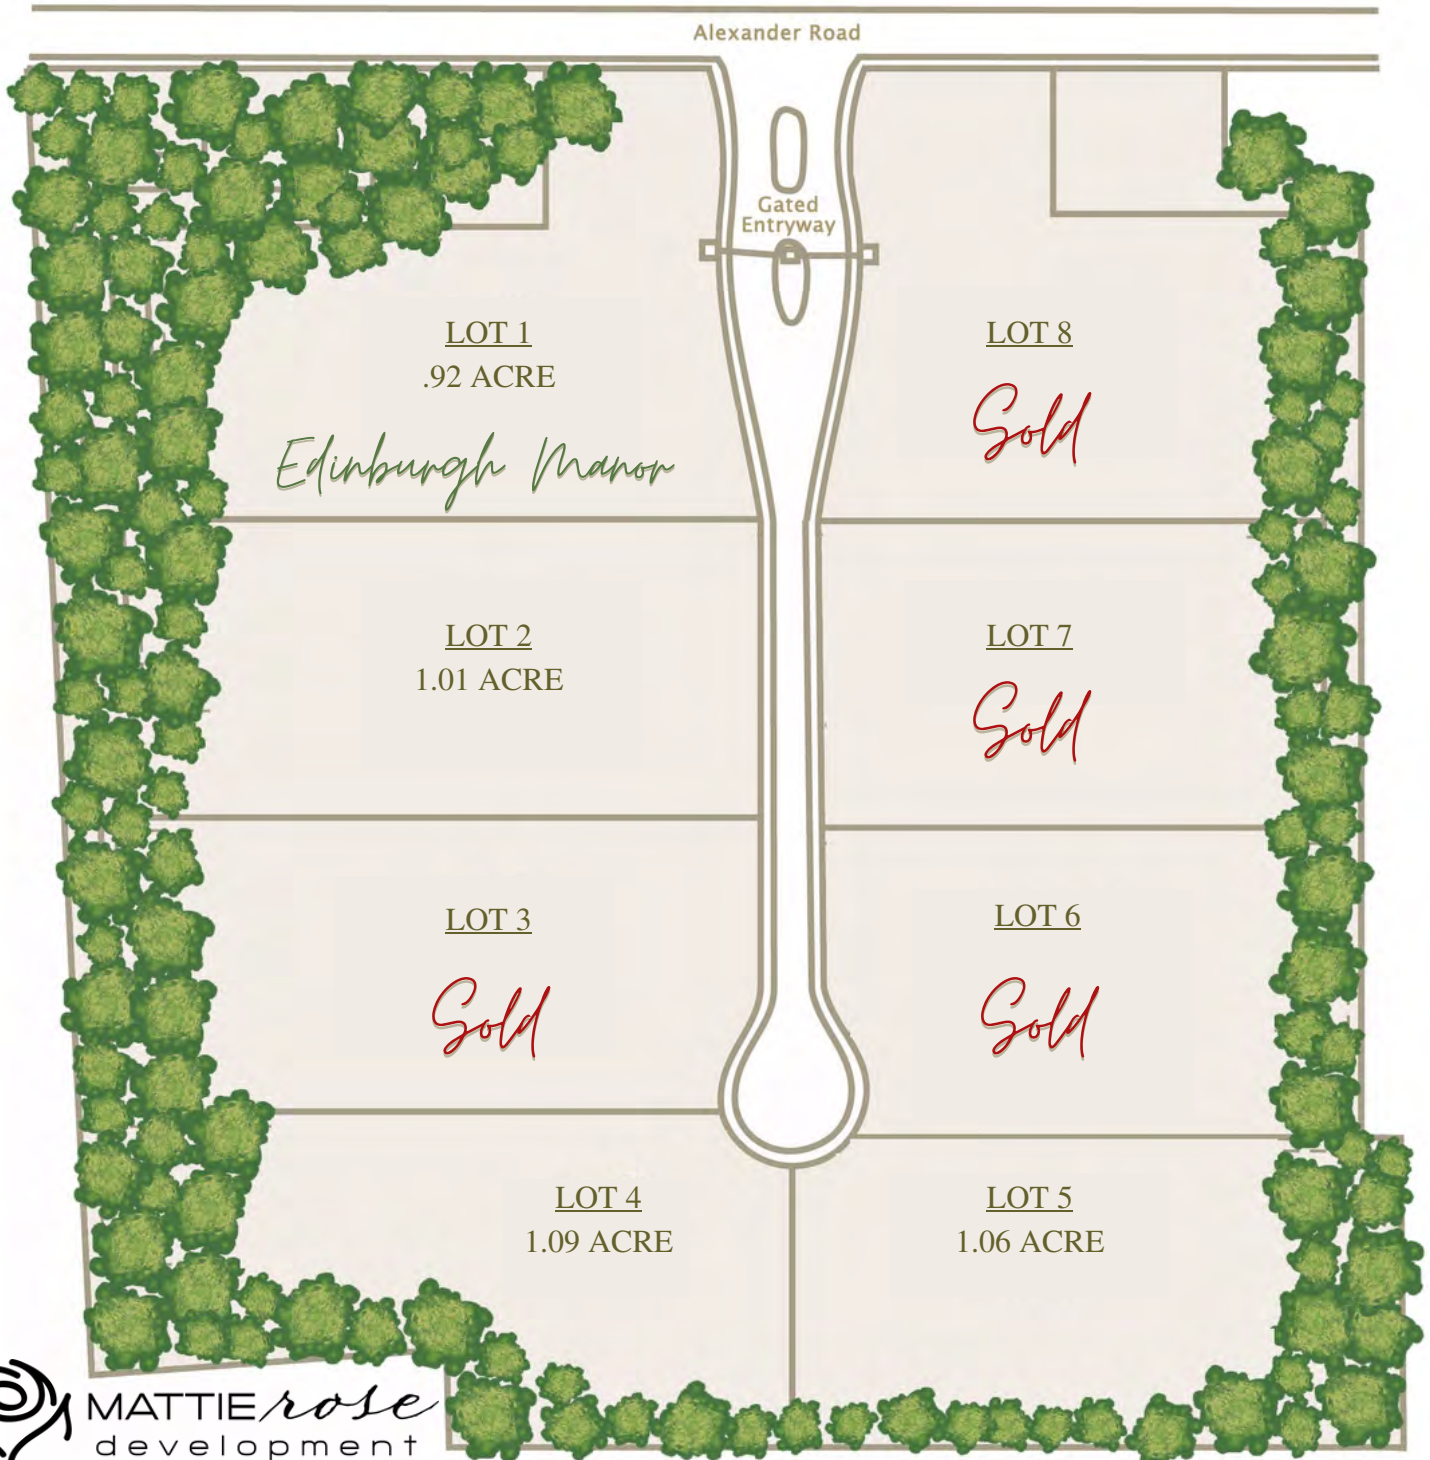 Alexander Road
Gated
Entryway
LOT 1
.92 ACRE
Edinburgh Manor
LOT 8
Sold
LOT 2
1.01 ACRE
LOT 7
Sold
LOT 3
Sold
LOT 6
Sold
LOT 4
1.09 ACRE
LOT 5
1.06 ACRE
MATTIE rose
development